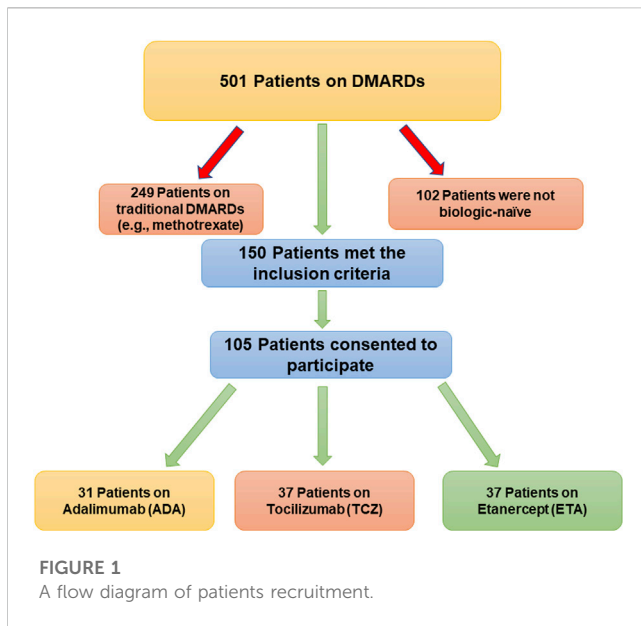 501 Patients on DMARDs
249 Patients on
traditional DMARDs
(e.g., methotrexate)
102 Patients were not
biologic-naïve
150 Patients met the
inclusion criteria
105 Patients consented to
participate
31 Patients on
Adalimumab (ADA)
37 Patients on
Tocilizumab (TCZ)
37 Patients on
Etanercept (ETA)
FIGURE 1
A flow diagram of patients recruitment.